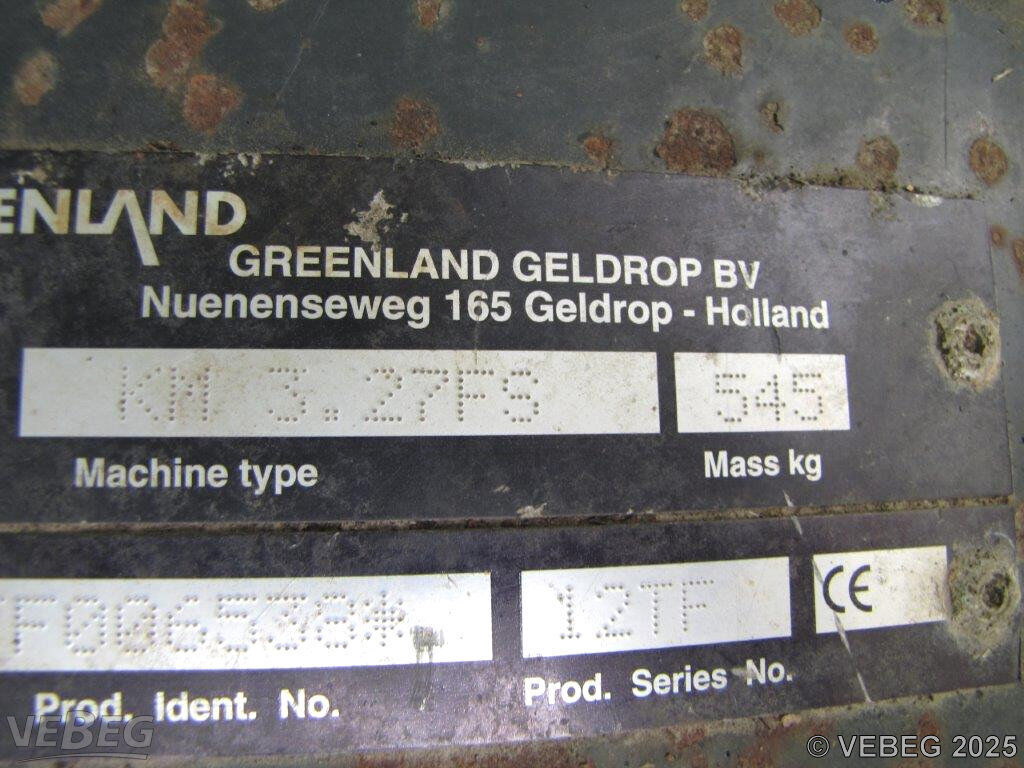 ENLAND
GREENLAND GELDROP BV
Nuenenseweg 165 Geldrop - Holland
KM 3.27FS 545
Machine type Mass kg
F006538* 12TF CE
Prod. Ident. No. Prod. Series No.
VEBEG
© VEBEG 2025